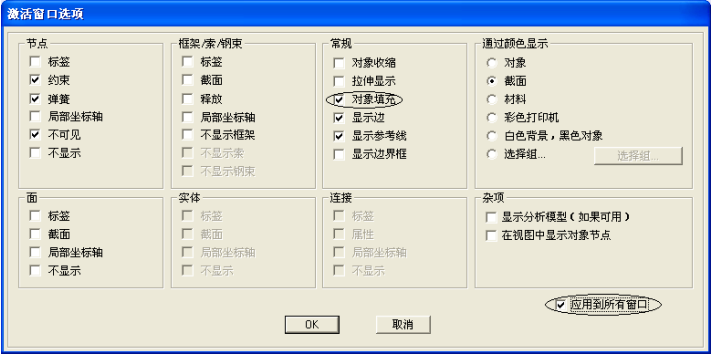 激活窗口选项
节点
标签
约束
弹簧
局部坐标轴
不可见
不显示
框架/索/钢束
标签
截面
释放
局部坐标轴
不显示框架
不显示索
不显示钢束
常规
对象收缩
拉伸显示
对象填充
显示边
显示参考线
显示边界框
通过颜色显示
对象
截面
材料
彩色打印机
白色背景，黑色对象
选择组...
选择组...
面
标签
截面
局部坐标轴
不显示
实体
标签
截面
局部坐标轴
不显示
连接
标签
属性
局部坐标轴
不显示
杂项
显示分析模型(如果可用)
在视图中显示对象节点
应用到所有窗口
OK
取消